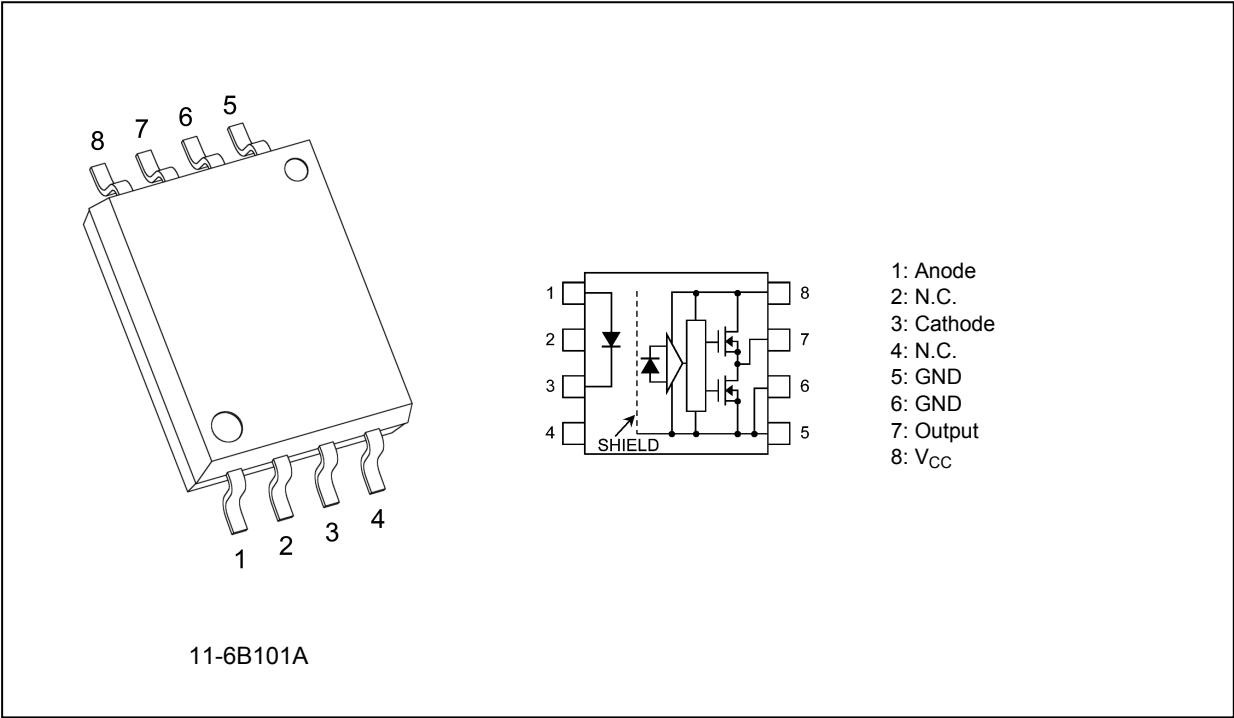 8 7 6 5
1 2 3 4
11-6B101A
1 8
2 7
3 6
4 5
SHIELD
1: Anode
2: N.C.
3: Cathode
4: N.C.
5: GND
6: GND
7: Output
8: VCC